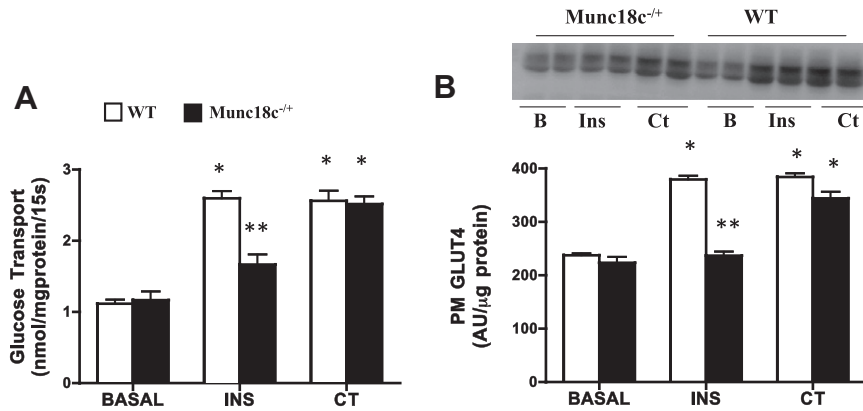 Munc18c-/+ WT
B
B Ins Ct B Ins Ct
A
WT Munc18c-/+
Glucose Transport
(nmol/mgprotein/15s)
3
2
1
0
* ** * *
BASAL INS CT
PM GLUT4
(AU/µg protein)
400
300
200
400
0
* ** * *
BASAL INS CT